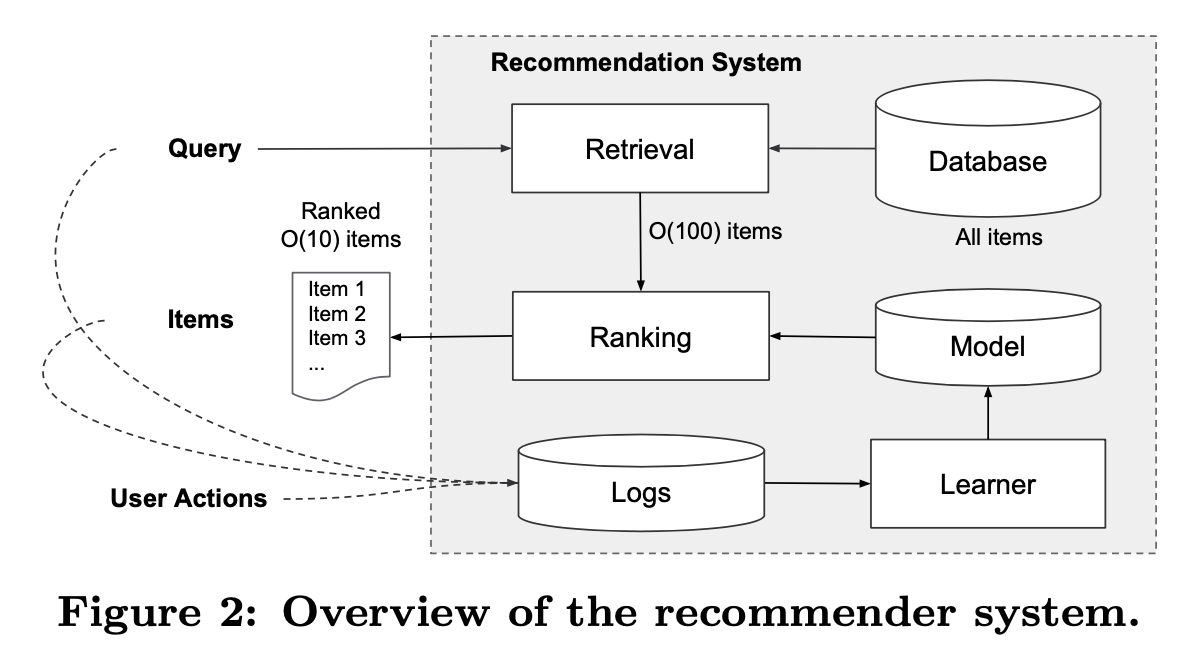 Recommendation System
Query
Retrieval
Database
All items
O(100) items
Ranked
O(10) items
Items
Item 1
Item 2
Item 3
...
Ranking
Model
User Actions
Logs
Learner
Figure 2: Overview of the recommender system.